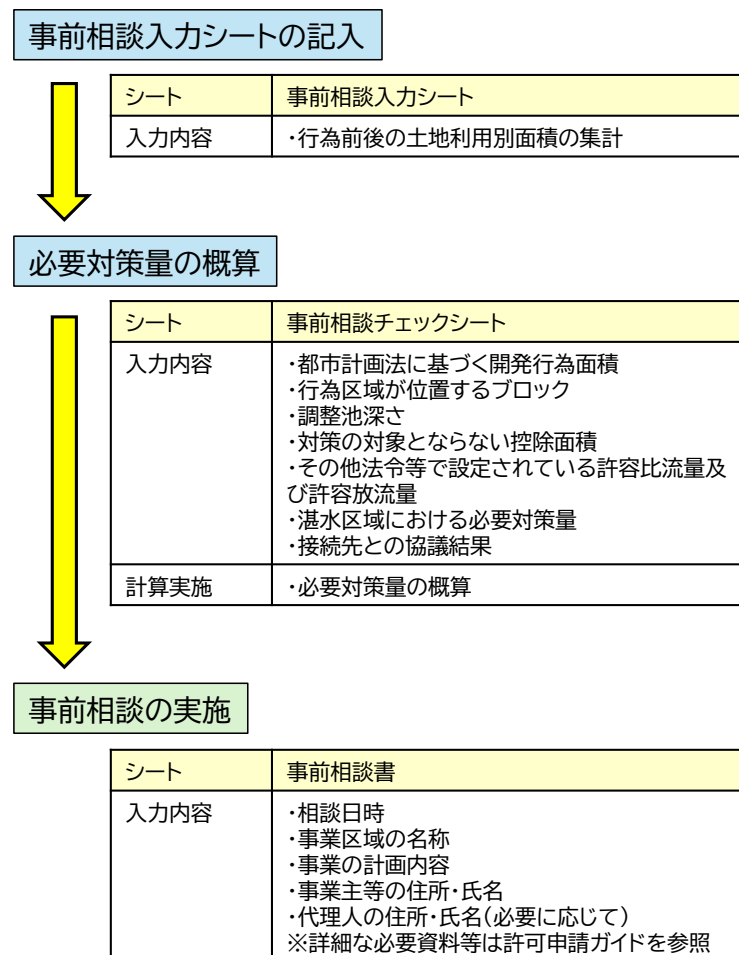 事前相談入力シートの記入
シート 事前相談入力シート
入力内容 ・行為前後の土地利用別面積の集計
必要対策量の概算
シート 事前相談チェックシート
入力内容 ・都市計画法に基づく開発行為面積
・行為区域が位置するブロック
・調整池深さ
・対策の対象とならない控除面積
・その他法令等で設定されている許容比流量及
び許容放流量
・湛水区域における必要対策量
・接続先との協議結果
計算実施 ・必要対策量の概算
事前相談の実施
シート 事前相談書
入力内容 ・相談日時
・事業区域の名称
・事業の計画内容
・事業主等の住所・氏名
・代理人の住所・氏名(必要に応じて)
※詳細な必要資料等は許可申請ガイドを参照